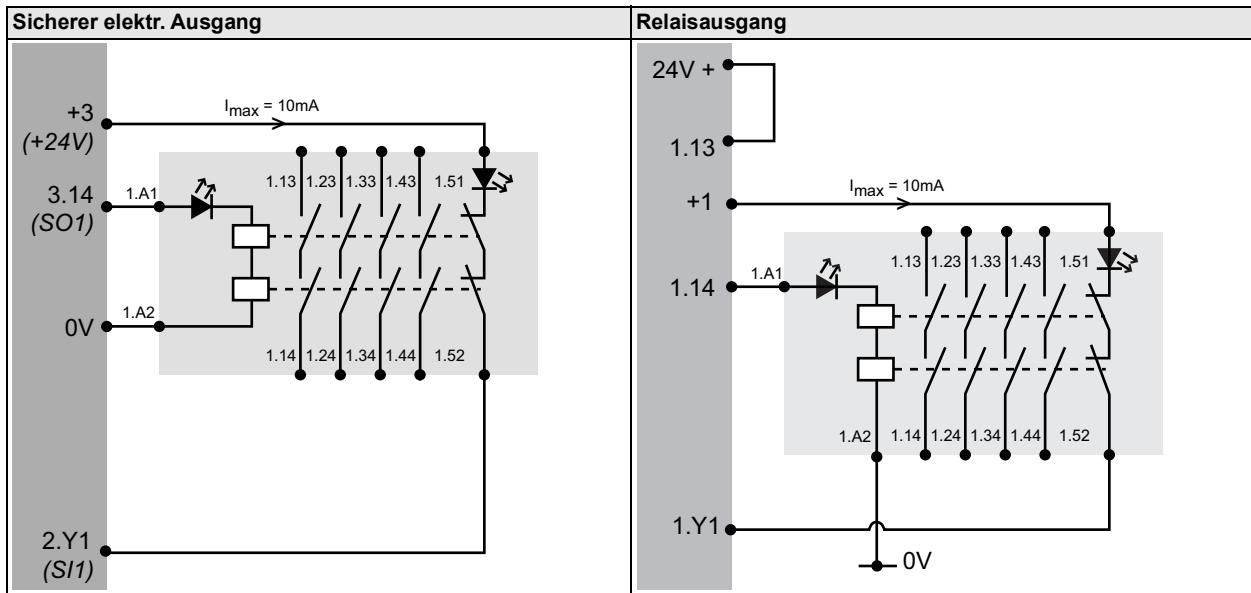 Sicherer elektr. Ausgang
+3
(+24V)
Imax = 10mA
3.14
(SO1)
1.A1
1.13 1.23 1.33 1.43 1.51
0V
1.A2
1.14 1.24 1.34 1.44 1.52
2.Y1
(SI1)
Relaisausgang
24V +
1.13
+1
Imax = 10mA
1.14
1.A1
1.13 1.23 1.33 1.43 1.51
1.A2
1.14 1.24 1.34 1.44 1.52
1.Y1
0V